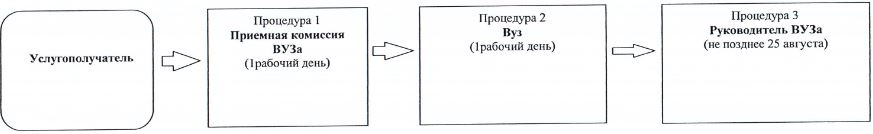 Услугополучатель
Процедура 1
Приемная комиссия
ВУЗа
(1рабочий день)
Процедура 2
Вуз
(1рабочий день)
Процедура 3
Руководитель ВУЗа
(не позднее 25 августа)